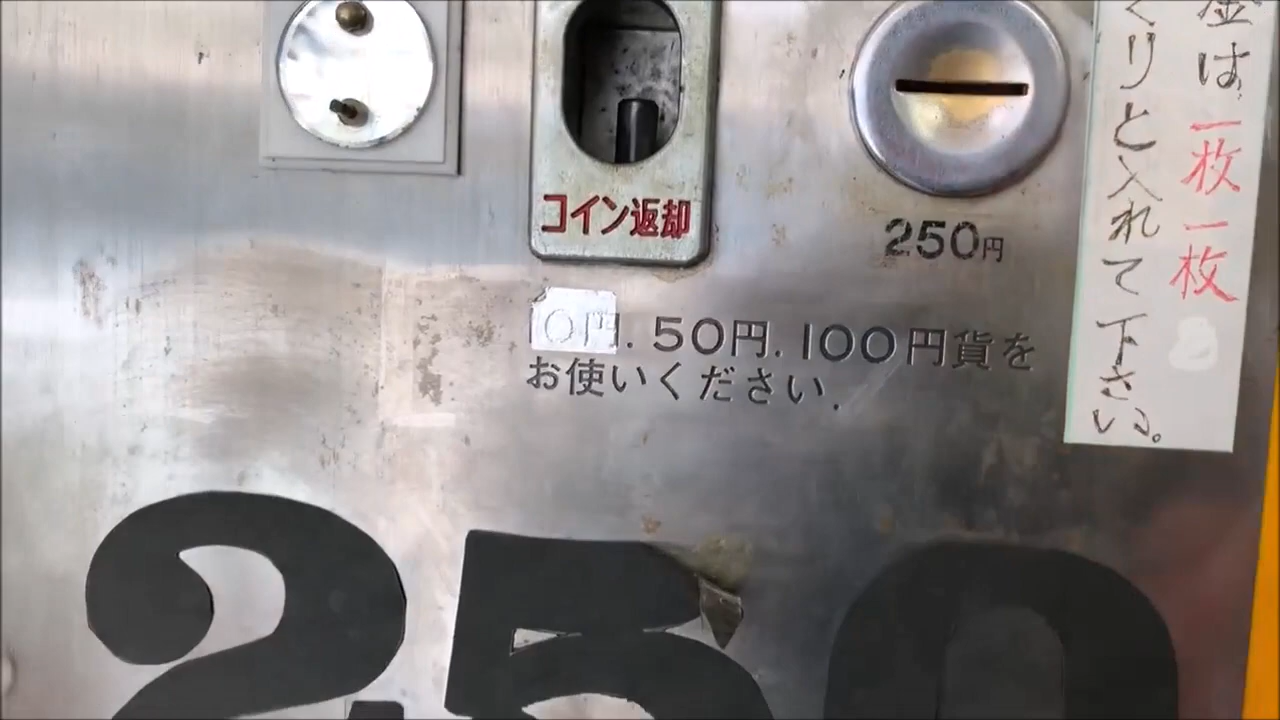 コイン返却
250円
10円.50円.100円貨を
お使いください.
金は一枚一枚
くりと入れて下さい。
250